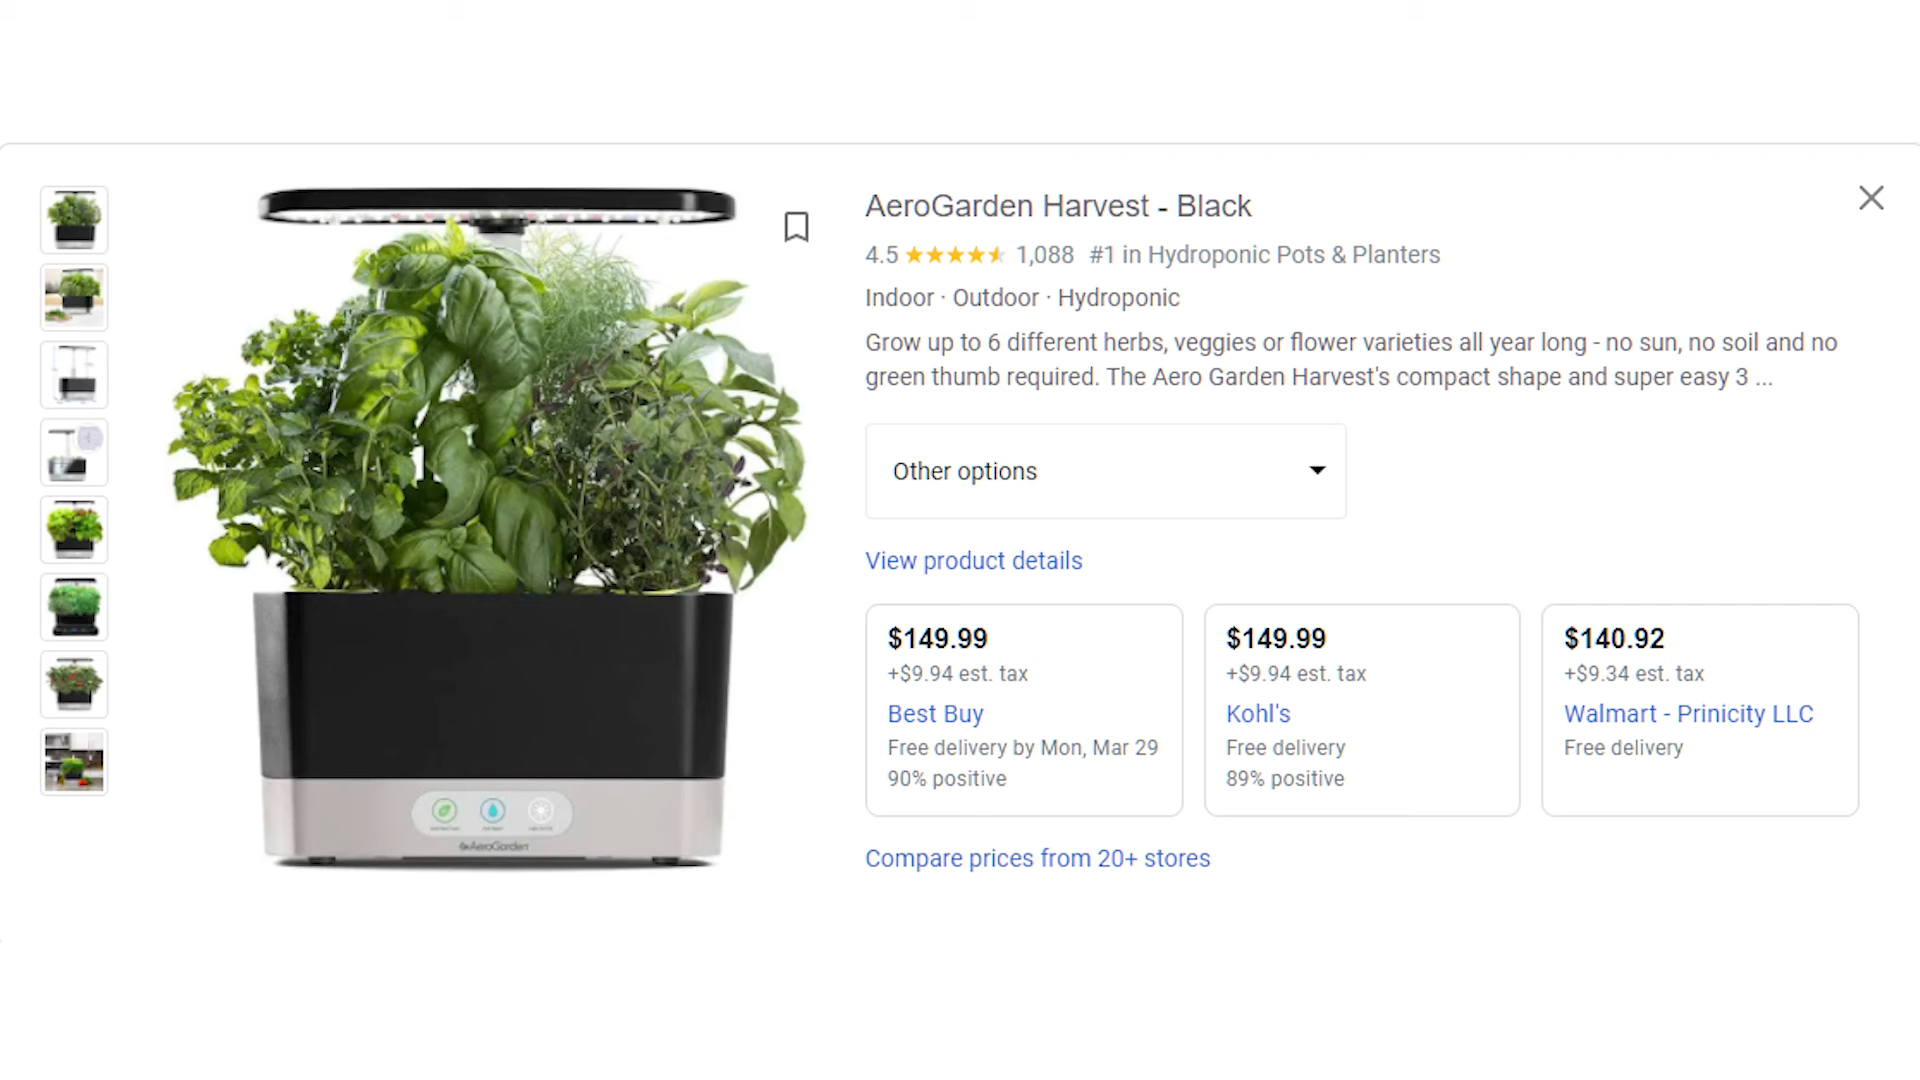 AeroGarden Harvest - Black
4.5 1,088 #1 in Hydroponic Pots & Planters
Indoor · Outdoor · Hydroponic
Grow up to 6 different herbs, veggies or flower varieties all year long - no sun, no soil and no
green thumb required. The Aero Garden Harvest's compact shape and super easy 3 ...
Other options
View product details
$149.99
+$9.94 est. tax
Best Buy
Free delivery by Mon, Mar 29
90% positive
$149.99
+$9.94 est. tax
Kohl's
Free delivery
89% positive
$140.92
+$9.34 est. tax
Walmart - Prinicity LLC
Free delivery
Compare prices from 20+ stores
AeroGarden